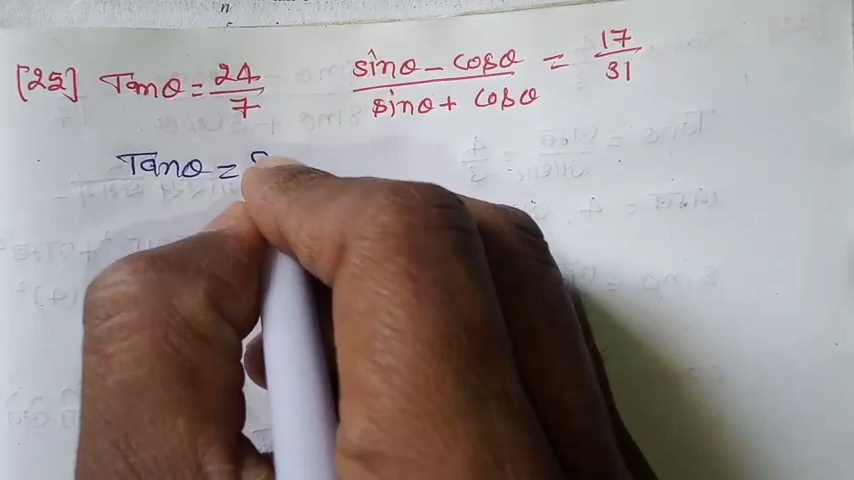 [25] Tanθ = 24/7 sinθ - cosθ / sinθ + cosθ = 17/31
Tanθ =